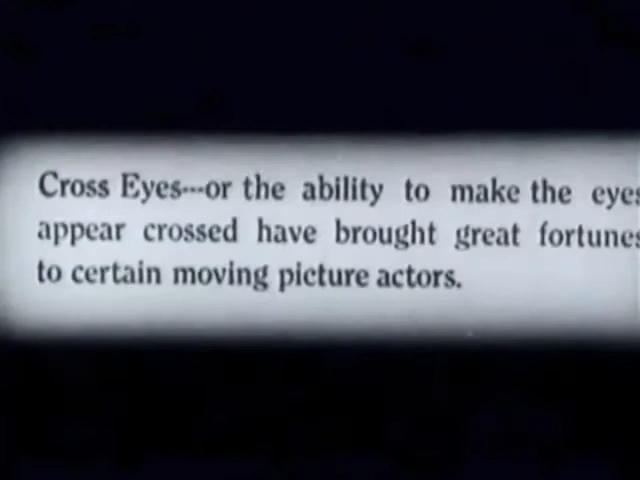 Cross Eyes---or the ability to make the eyes
appear crossed have brought great fortunes
to certain moving picture actors.